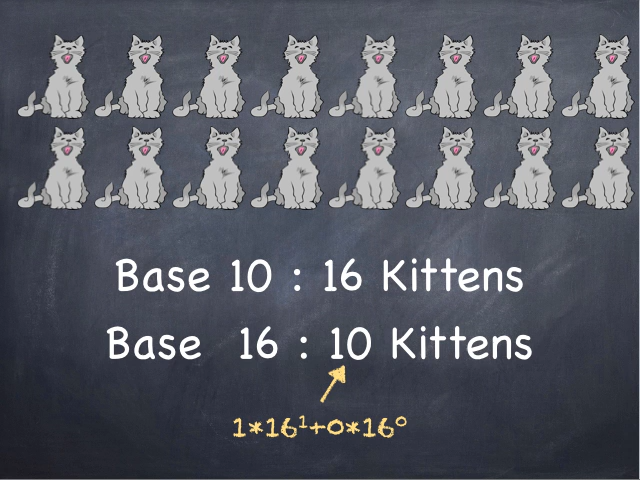 Base 10 : 16 Kittens
Base 16 : 10 Kittens
1*16¹+0*16⁰